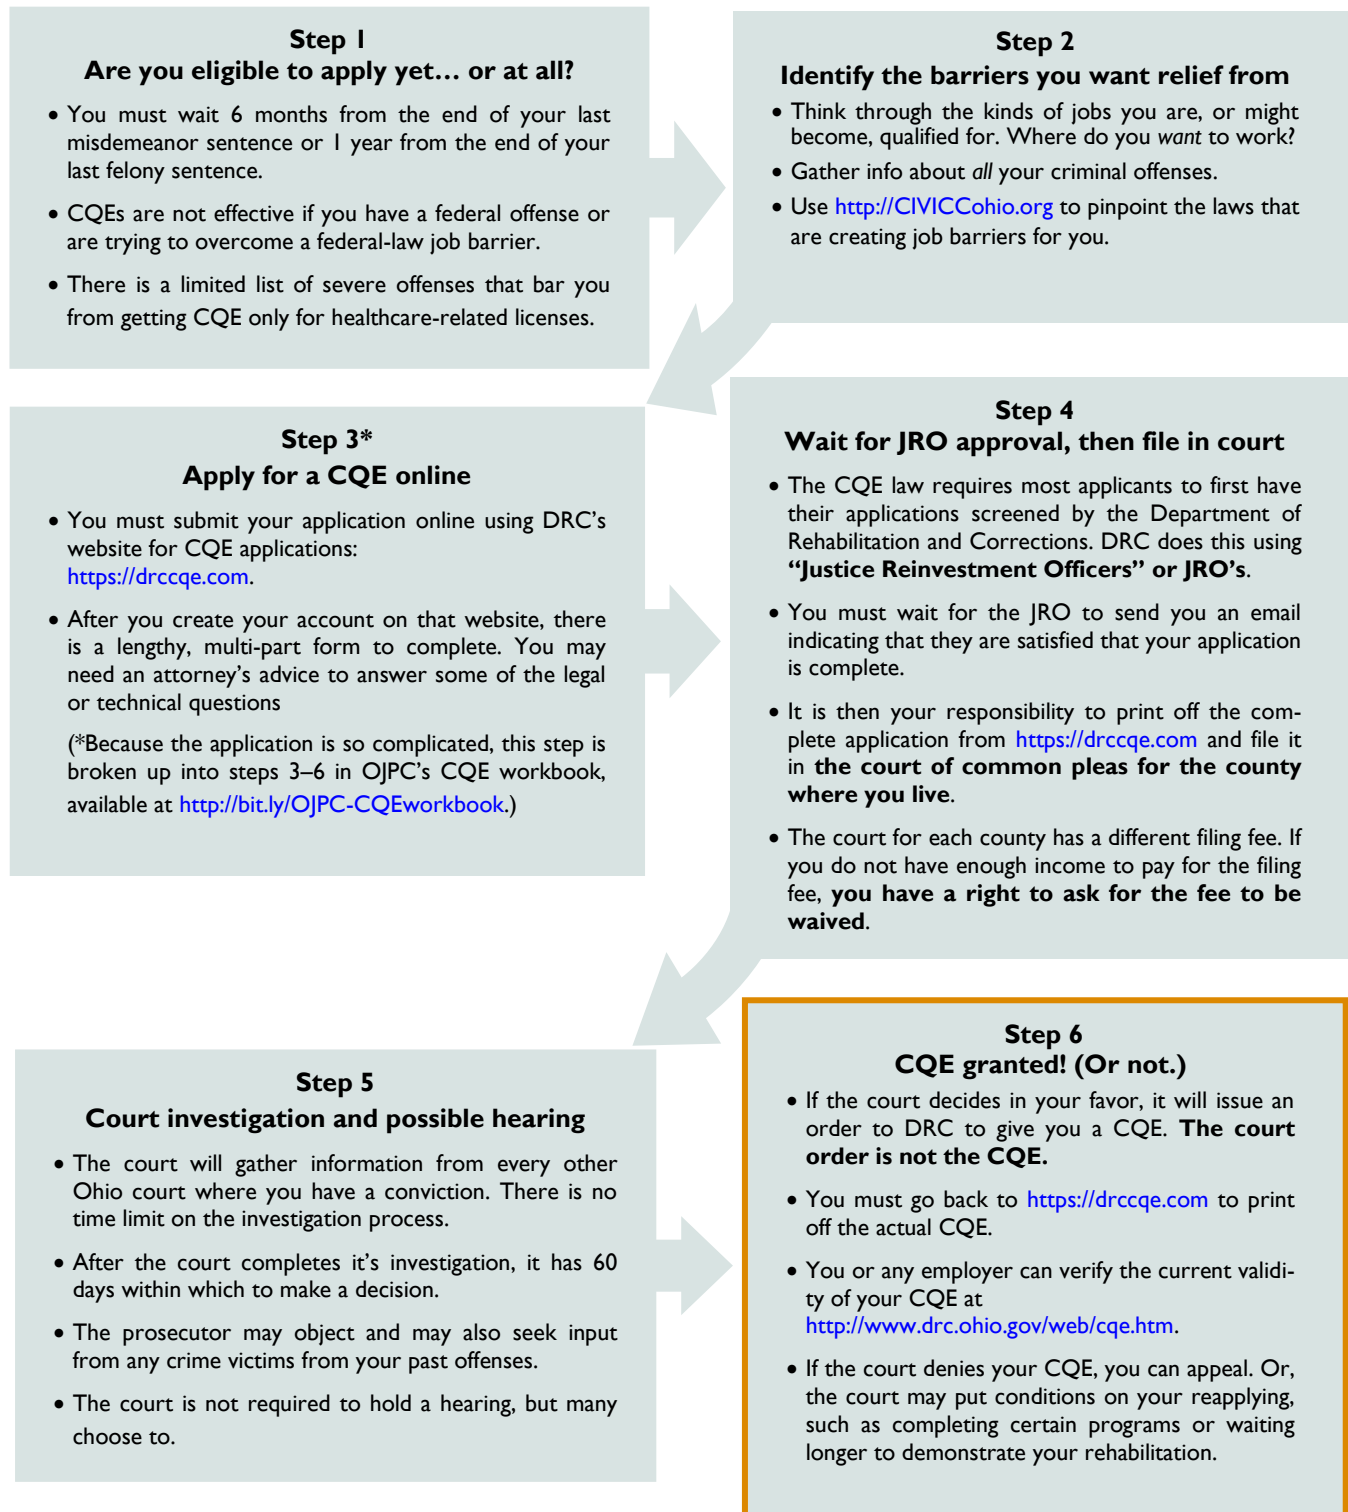 Step 1
Are you eligible to apply yet… or at all?
• You must wait 6 months from the end of your last
misdemeanor sentence or 1 year from the end of your
last felony sentence.
• CQEs are not effective if you have a federal offense or
are trying to overcome a federal-law job barrier.
• There is a limited list of severe offenses that bar you
from getting CQE only for healthcare-related licenses.
Step 2
Identify the barriers you want relief from
• Think through the kinds of jobs you are, or might
become, qualified for. Where do you want to work?
• Gather info about all your criminal offenses.
• Use http://CIVICCohio.org to pinpoint the laws that
are creating job barriers for you.
Step 3*
Apply for a CQE online
• You must submit your application online using DRC’s
website for CQE applications:
https://drccqe.com.
• After you create your account on that website, there
is a lengthy, multi-part form to complete. You may
need an attorney’s advice to answer some of the legal
or technical questions
(*Because the application is so complicated, this step is
broken up into steps 3–6 in OJPC’s CQE workbook,
available at http://bit.ly/OJPC-CQEworkbook.)
Step 4
Wait for JRO approval, then file in court
• The CQE law requires most applicants to first have
their applications screened by the Department of
Rehabilitation and Corrections. DRC does this using
“Justice Reinvestment Officers” or JRO’s.
• You must wait for the JRO to send you an email
indicating that they are satisfied that your application
is complete.
• It is then your responsibility to print off the com-
plete application from https://drccqe.com and file it
in the court of common pleas for the county
where you live.
• The court for each county has a different filing fee. If
you do not have enough income to pay for the filing
fee, you have a right to ask for the fee to be
waived.
Step 5
Court investigation and possible hearing
• The court will gather information from every other
Ohio court where you have a conviction. There is no
time limit on the investigation process.
• After the court completes it’s investigation, it has 60
days within which to make a decision.
• The prosecutor may object and may also seek input
from any crime victims from your past offenses.
• The court is not required to hold a hearing, but many
choose to.
Step 6
CQE granted! (Or not.)
• If the court decides in your favor, it will issue an
order to DRC to give you a CQE. The court
order is not the CQE.
• You must go back to https://drccqe.com to print
off the actual CQE.
• You or any employer can verify the current validi-
ty of your CQE at
http://www.drc.ohio.gov/web/cqe.htm.
• If the court denies your CQE, you can appeal. Or,
the court may put conditions on your reapplying,
such as completing certain programs or waiting
longer to demonstrate your rehabilitation.